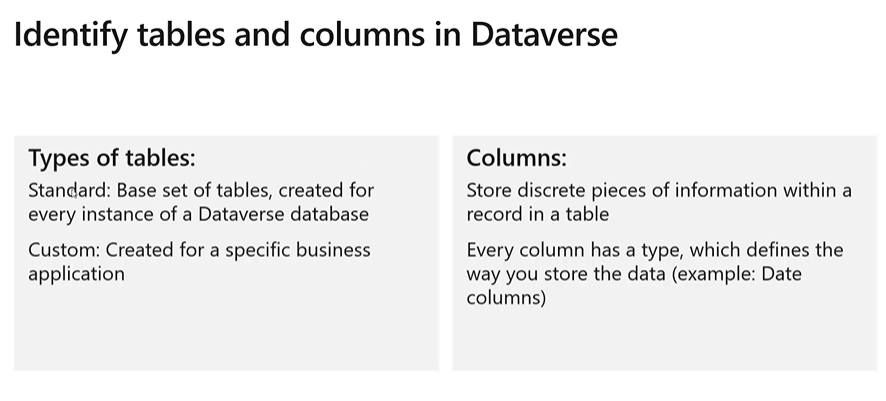 Identify tables and columns in Dataverse
Types of tables:
Standard: Base set of tables, created for
every instance of a Dataverse database
Custom: Created for a specific business
application
Columns:
Store discrete pieces of information within a
record in a table
Every column has a type, which defines the
way you store the data (example: Date
columns)